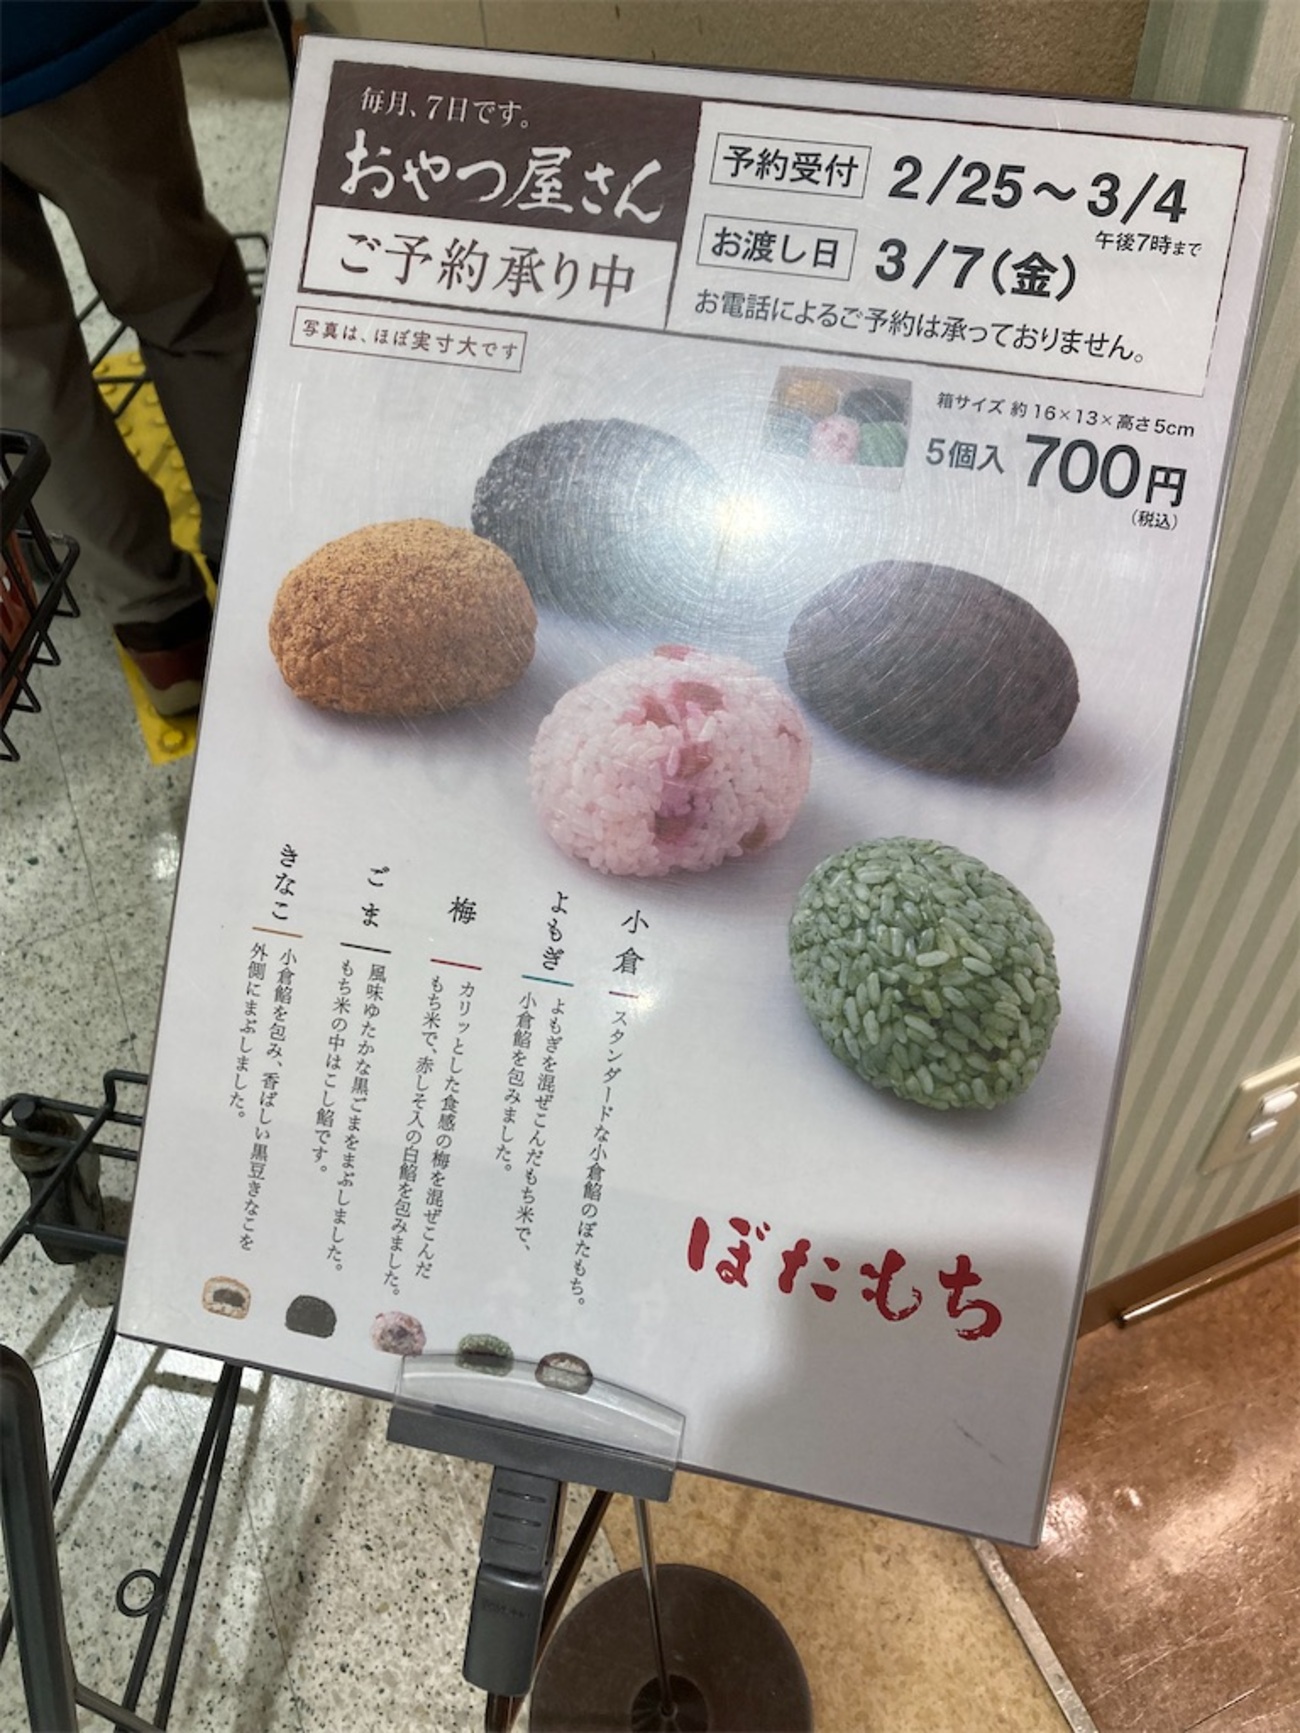 毎月、7日です。
おやつ屋さん
ご予約承り中
予約受付 2/25〜3/4
午後7時まで
お渡し日 3/7(金)
お電話によるご予約は承っておりません。
写真は、ほぼ実寸大です
箱サイズ 約16×13×高さ5cm
5個入 700円
(税込)
小倉
スタンダードな小倉餡のぼたもち。
よもぎ
よもぎを混ぜこんだもち米で、
小倉餡を包みました。
梅
カリッとした食感の梅を混ぜこんだ
もち米で、赤しそ入の白餡を包みました。
ごま
風味ゆたかな黒ごまをまぶしました。
もち米の中はこし餡です。
きなこ
小倉餡を包み、香ばしい黒豆きなこを
外側にまぶしました。
ぼたもち